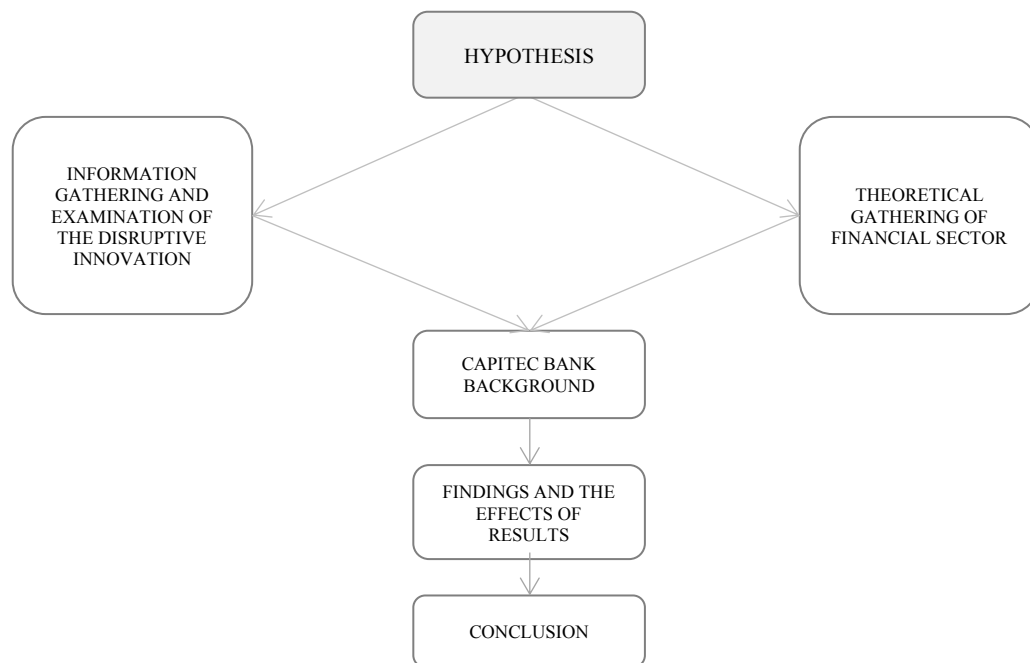 HYPOTHESIS
INFORMATION
GATHERING AND
EXAMINATION OF
THE DISRUPTIVE
INNOVATION
THEORETICAL
GATHERING OF
FINANCIAL SECTOR
CAPITEC BANK
BACKGROUND
FINDINGS AND THE
EFFECTS OF
RESULTS
CONCLUSION